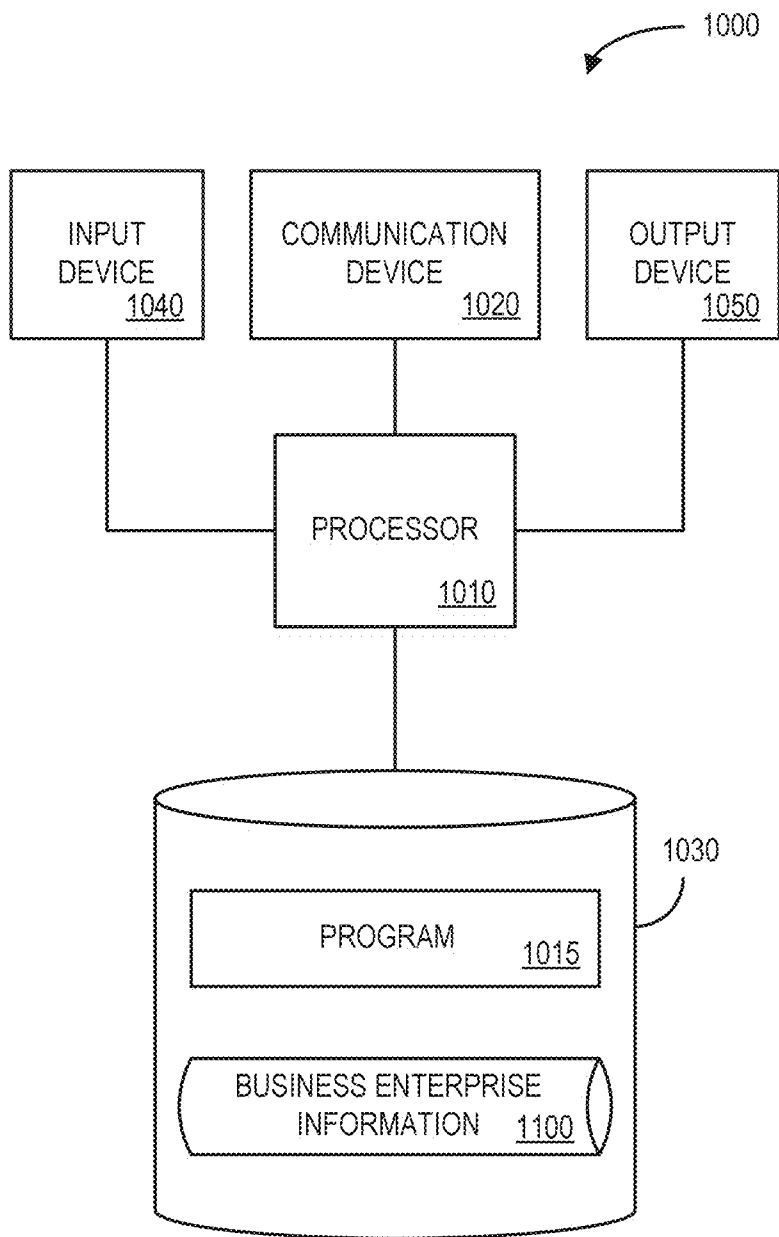 1000
INPUT
DEVICE
1040
COMMUNICATION
DEVICE
1020
OUTPUT
DEVICE
1050
PROCESSOR
1010
1030
PROGRAM
1015
BUSINESS ENTERPRISE
INFORMATION
1100